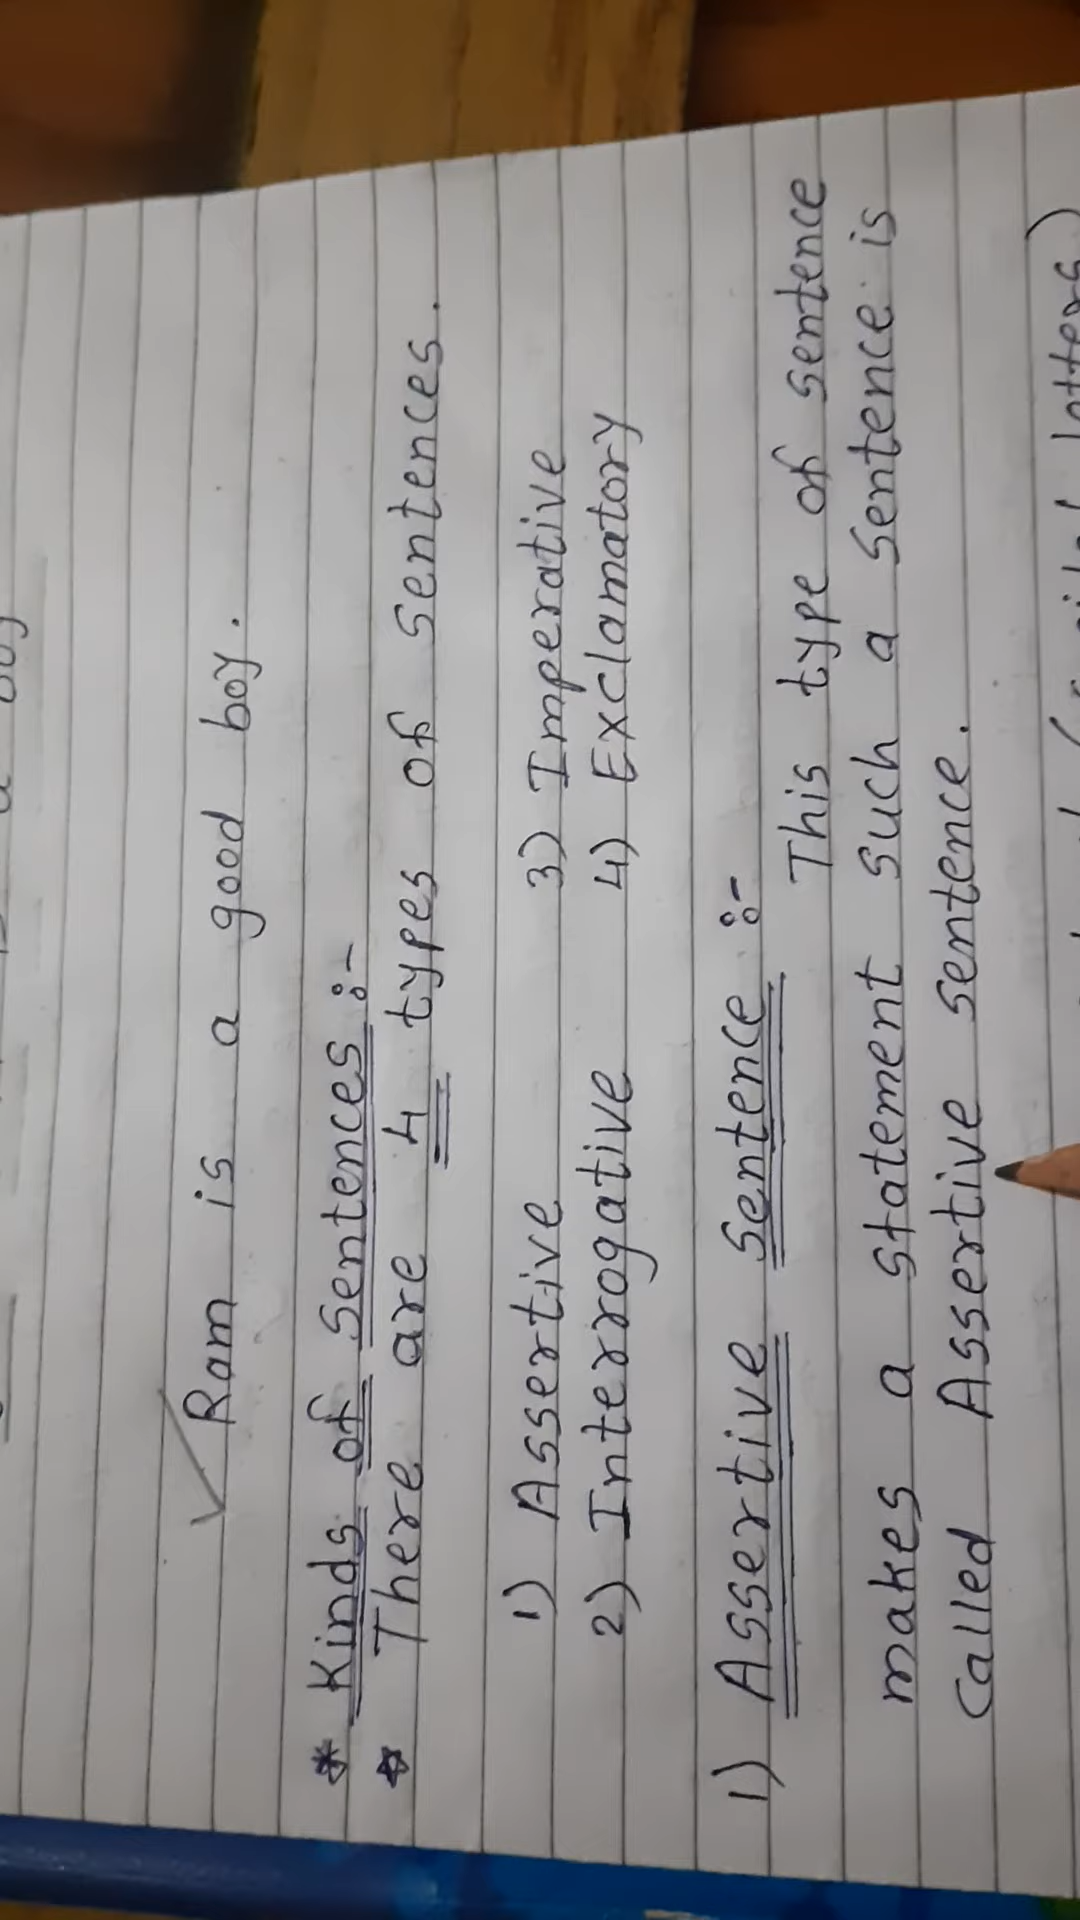 Ram is a good boy.
* Kinds of Sentences :-
☆ There are 4 types of Sentences.
1) Assertive 3) Imperative
2) Interrogative 4) Exclamatory
1) Assertive Sentence :-
This type of sentence
makes a statement such a sentence is
called Assertive sentence.
letters)